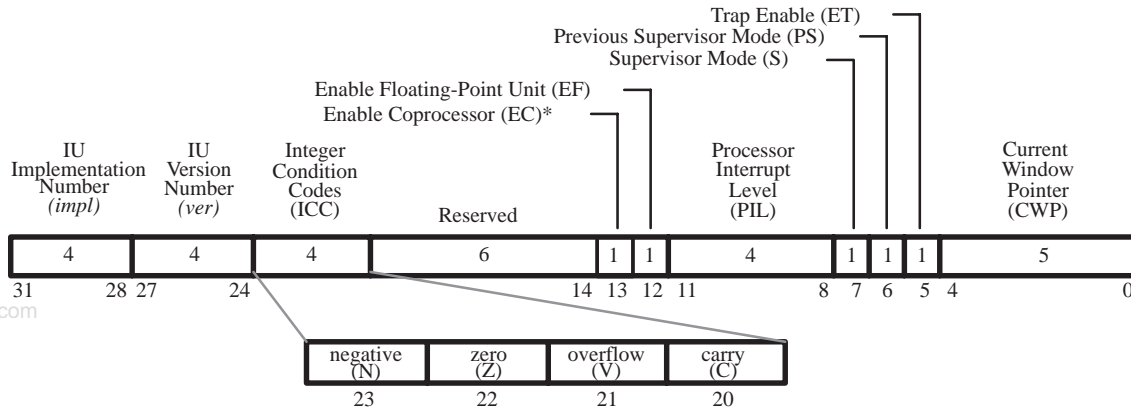 Trap Enable (ET)
Previous Supervisor Mode (PS)
Supervisor Mode (S)
Enable Floating-Point Unit (EF)
Enable Coprocessor (EC)*
IU
Implementation
Number
(impl)
IU
Version
Number
(ver)
Integer
Condition
Codes
(ICC)
Reserved
Processor
Interrupt
Level
(PIL)
Current
Window
Pointer
(CWP)
4 4 4 6 1 1 4 1 1 1 5
31 28 27 24 14 13 12 11 8 7 6 5 4 0
com
negative
(N)
zero
(Z)
overflow
(V)
carry
(C)
23 22 21 20